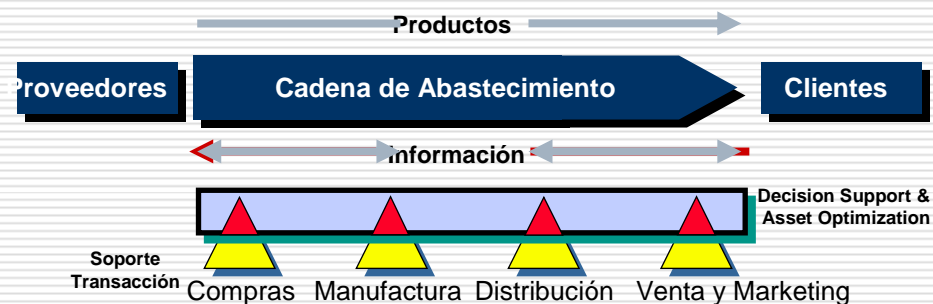 Productos
Proveedores
Cadena de Abastecimiento
Clientes
Información
Decision Support &
Asset Optimization
Soporte
Transacción
Compras
Manufactura
Distribución
Venta y Marketing